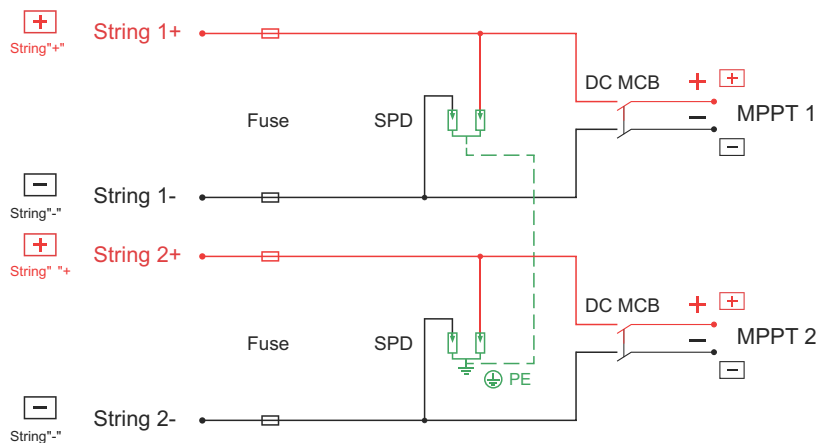 String 1+
String"+"
DC MCB
+
+
Fuse
SPD
MPPT 1
−
−
−
String 1-
String"-"
+
String 2+
String" "+
DC MCB
+
+
Fuse
SPD
MPPT 2
−
−
PE
−
String 2-
String"-"